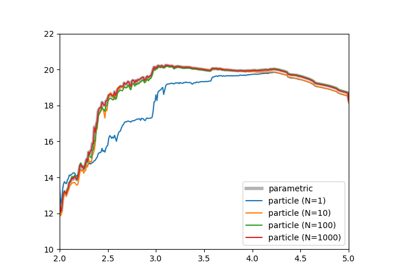 22
20
18
16
14
12
10
2.0 2.5 3.0 3.5 4.0 4.5 5.0
parametric
particle (N=1)
particle (N=10)
particle (N=100)
particle (N=1000)